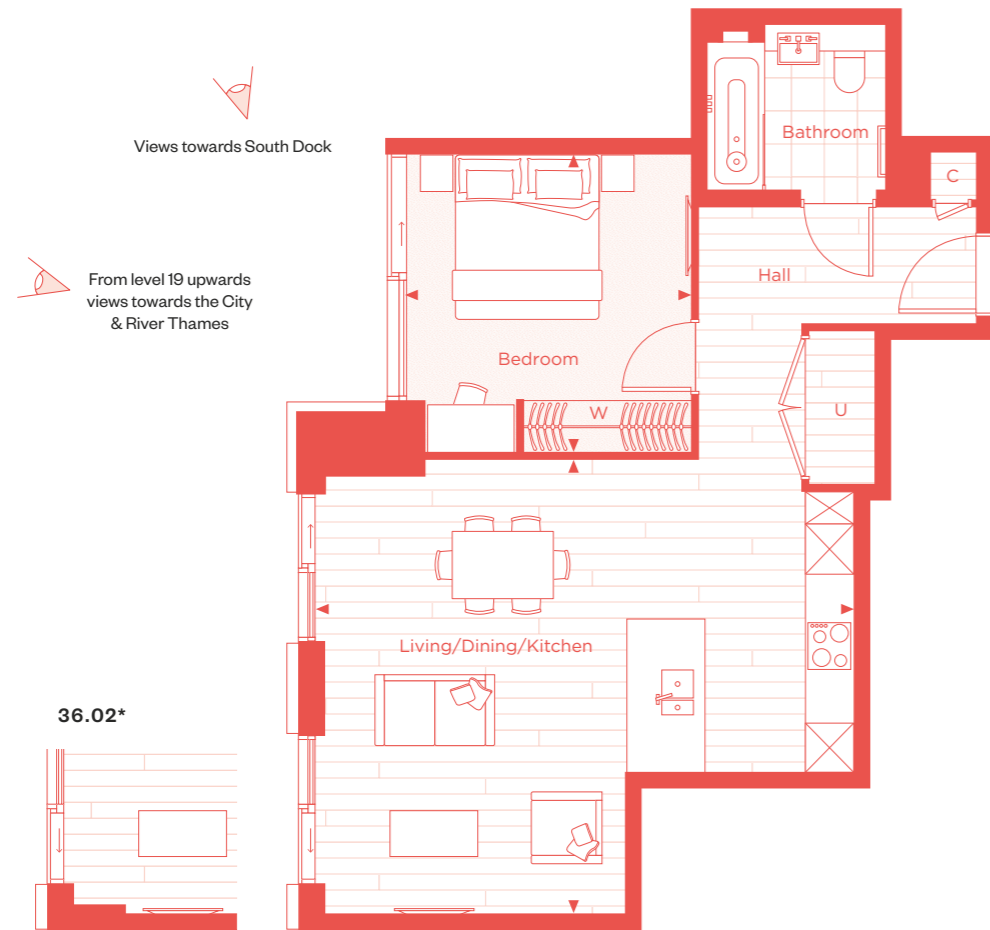 Bathroom
Views towards South Dock
C
From level 19 upwards
views towards the City
& River Thames
Hall
Bedroom
W
U
Living/Dining/Kitchen
36.02*